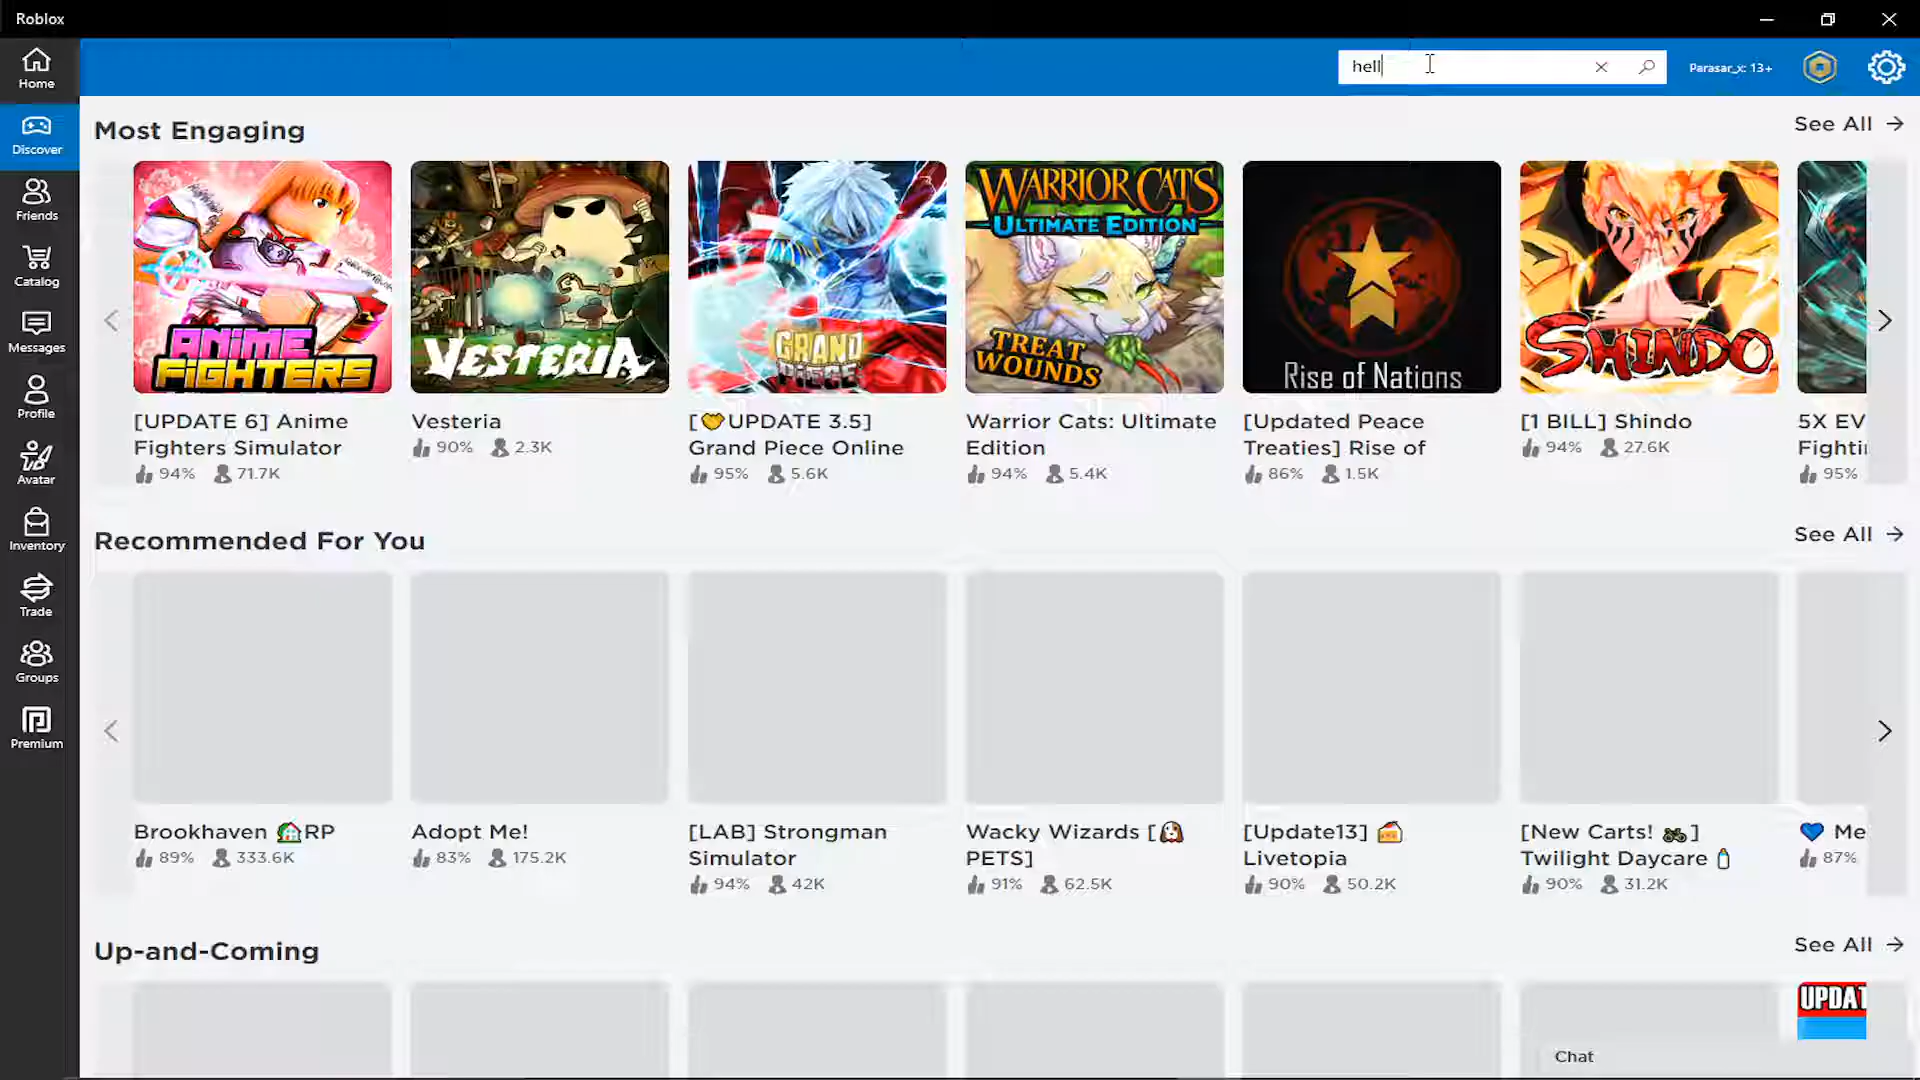 Roblox
hell
Parasar_x: 13+
Home
Discover
Friends
Catalog
Messages
Profile
Avatar
Inventory
Trade
Groups
Premium
Most Engaging
See All →
ANIME
FIGHTERS
VESTERIA
GRAND
PIECE
WARRIOR CATS
ULTIMATE EDITION
TREAT
WOUNDS
Rise of Nations
SHINDO
[UPDATE 6] Anime
Fighters Simulator
94% 71.7K
Vesteria
90% 2.3K
[🤝UPDATE 3.5]
Grand Piece Online
95% 5.6K
Warrior Cats: Ultimate
Edition
94% 5.4K
[Updated Peace
Treaties] Rise of
86% 1.5K
[1 BILL] Shindo
94% 27.6K
5X EV
Fighti
95%
Recommended For You
See All →
Brookhaven 🏡RP
89% 333.6K
Adopt Me!
83% 175.2K
[LAB] Strongman
Simulator
94% 42K
Wacky Wizards [🐶
PETS]
91% 62.5K
[Update13] 🍰
Livetopia
90% 50.2K
[New Carts! 🏍️]
Twilight Daycare 🍼
90% 31.2K
💙 Me
87%
Up-and-Coming
See All →
UPDAT
Chat